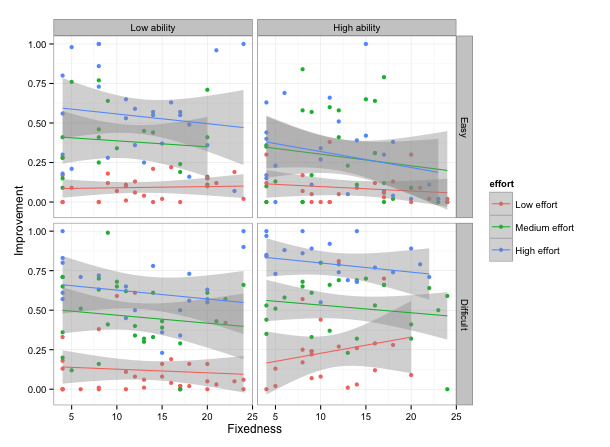 Low ability
High ability
1.00
0.75
0.50
0.25
0.00
Easy
1.00
0.75
0.50
0.25
0.00
Difficult
Improvement
5
10
15
20
25
5
10
15
20
25
Fixedness
effort
Low effort
Medium effort
High effort